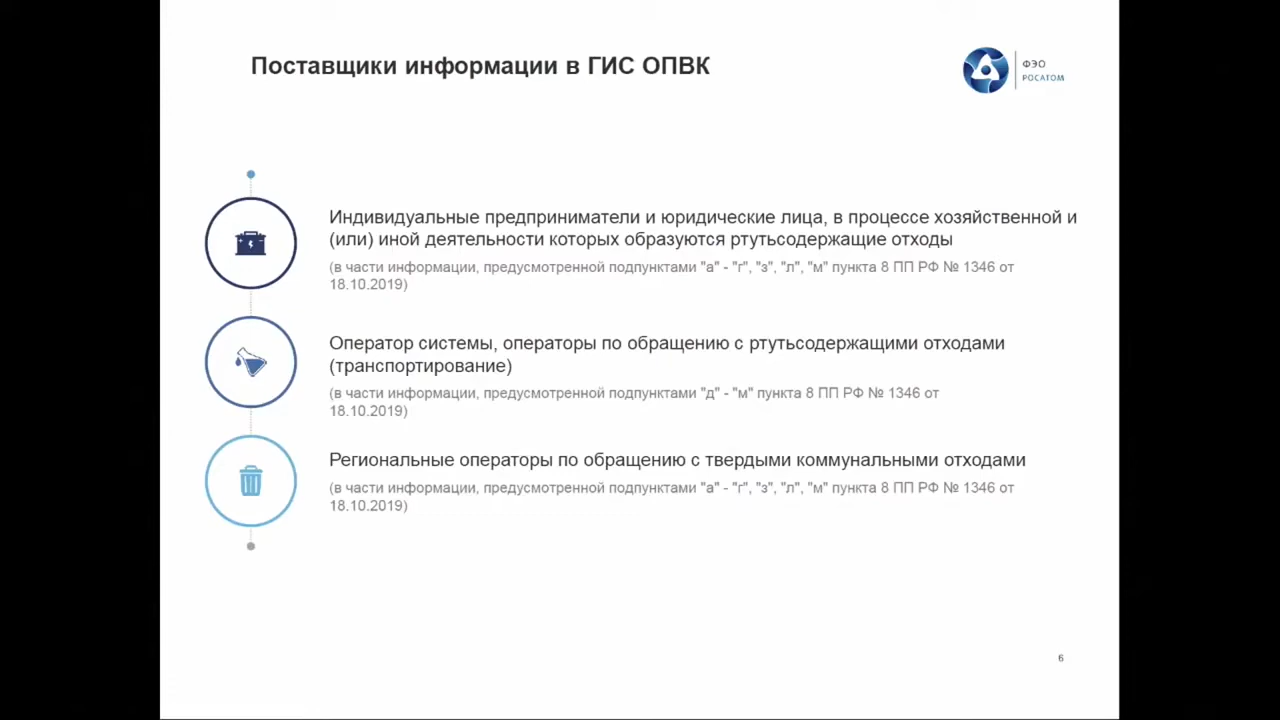 Поставщики информации в ГИС ОПВК
ФЭО
РОСАТОМ
Индивидуальные предприниматели и юридические лица, в процессе хозяйственной и
(или) иной деятельности которых образуются ртутьсодержащие отходы
(в части информации, предусмотренной подпунктами "а" - "г", "з", "л", "м" пункта 8 ПП РФ № 1346 от
18.10.2019)
Оператор системы, операторы по обращению с ртутьсодержащими отходами
(транспортирование)
(в части информации, предусмотренной подпунктами "д" - "м" пункта 8 ПП РФ № 1346 от
18.10.2019)
Региональные операторы по обращению с твердыми коммунальными отходами
(в части информации, предусмотренной подпунктами "а" - "г", "з", "л", "м" пункта 8 ПП РФ № 1346 от
18.10.2019)
6